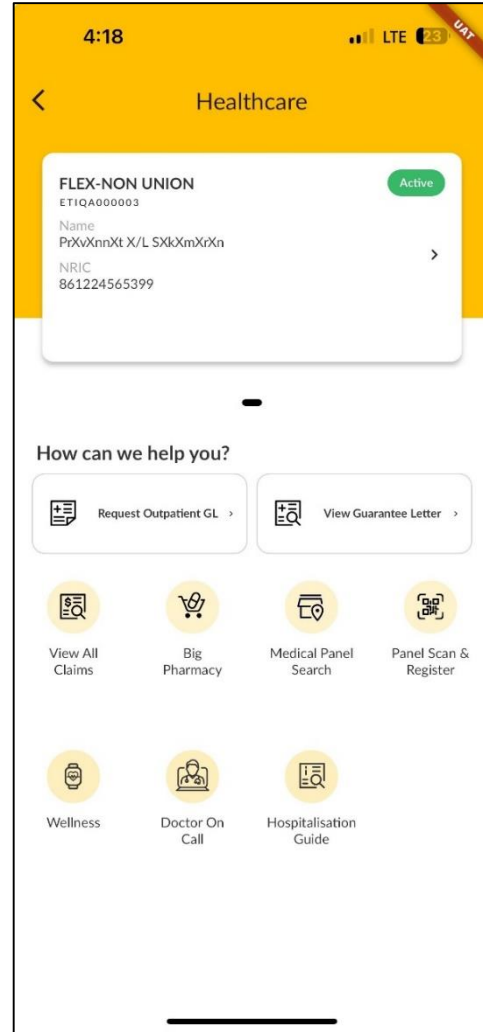 4:18
LTE 23
UAT
Healthcare
FLEX-NON UNION
Active
ETIQA000003
Name
PrXvXnnXt X/L SXkXmXrXn
NRIC
861224565399
How can we help you?
Request Outpatient GL
View Guarantee Letter
View All
Claims
Big
Pharmacy
Medical Panel
Search
Panel Scan &
Register
Wellness
Doctor On
Call
Hospitalisation
Guide